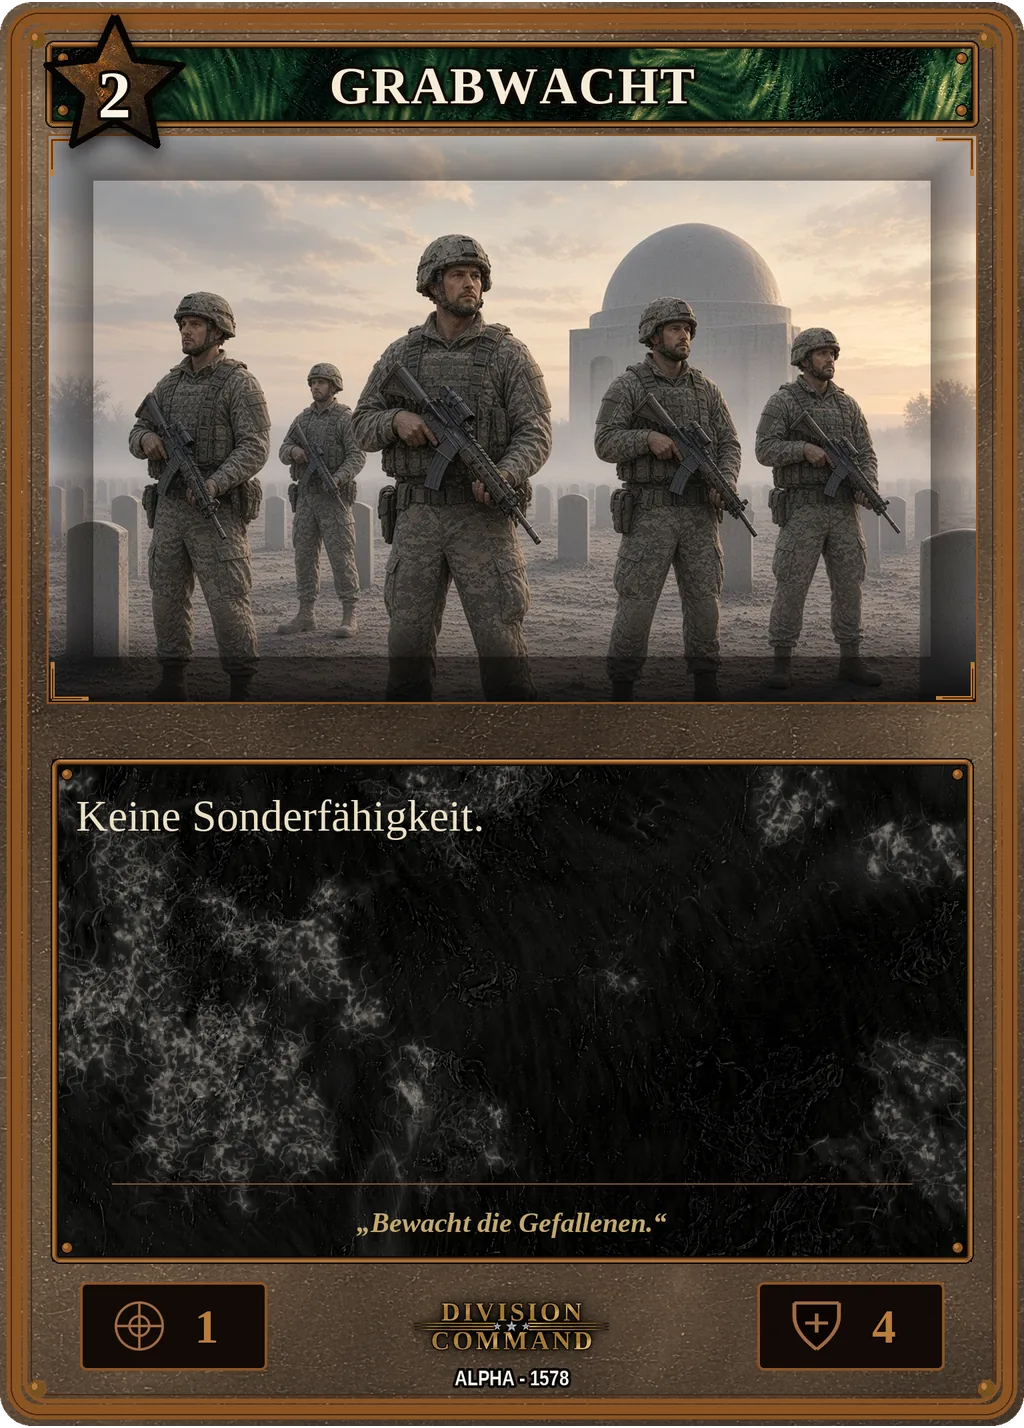 2
GRABWACHT
Keine Sonderfähigkeit.
„Bewacht die Gefallenen.“
1
DIVISION
COMMAND
4
ALPHA - 1578